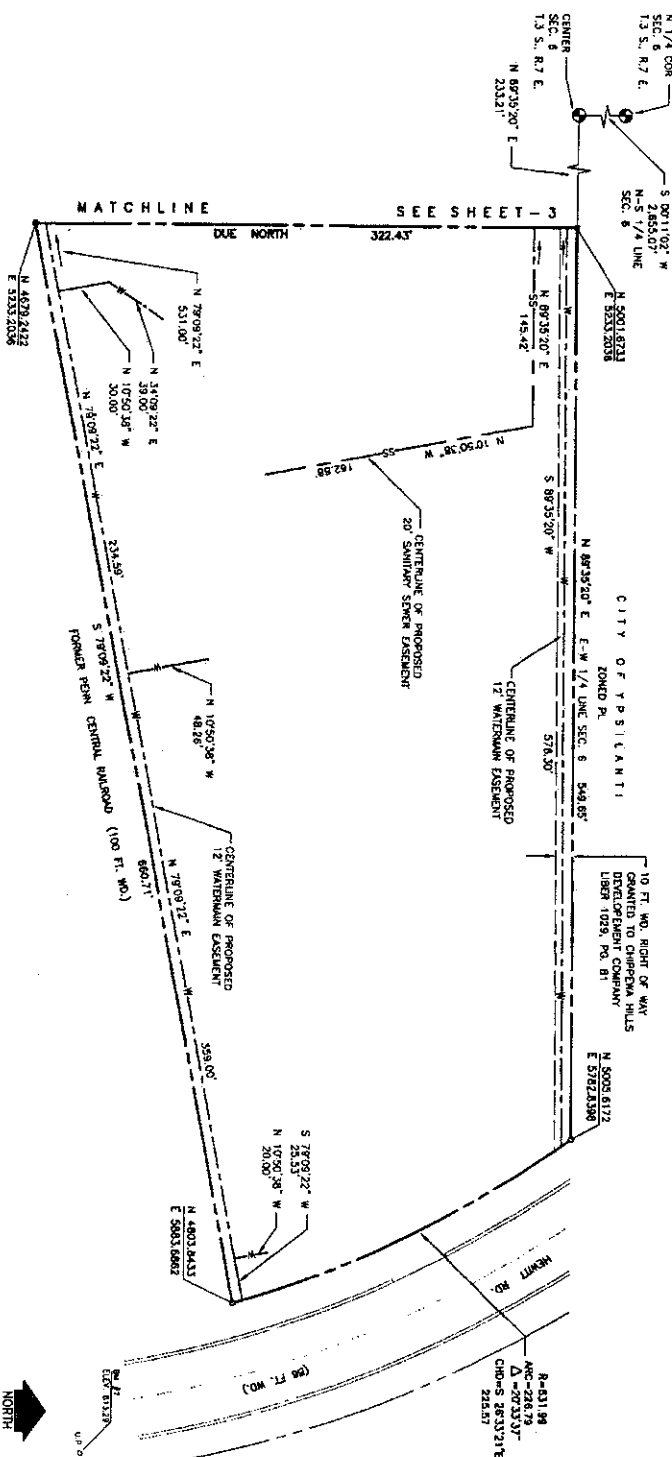 N 1/4 COR
SEC. 6
T.3 S., R.7 E.
S 00°11'02" W
2,655.07'
N-S 1/4 LINE
SEC. 6
CENTER
SEC. 6
T.3 S., R.7 E.
N 89°35'20" E
233.21'
N 5001.6733
E 5233.2036
CITY OF YPSILANTI
ZONED PL
N 89°35'20" E E-W 1/4 LINE SEC. 6 549.65'
10 FT. WD. RIGHT OF WAY
GRANTED TO CHIPPEWA HILLS
DEVELOPEMENT COMPANY
LIBER 1029, PG. 81
N 5005.6172
E 5782.8398
W
W
W
S 89°35'20" W
576.30'
CENTERLINE OF PROPOSED
12' WATERMAIN EASEMENT
MATCHLINE SEE SHEET-3
DUE NORTH 322.43'
N 89°35'20" E
SS
145.42'
N 10°50'38" W
SS
162.68'
CENTERLINE OF PROPOSED
20' SANITARY SEWER EASEMENT
N 4679.2422
E 5233.2036
N 79°09'22" E
531.00'
W
N 34°09'22" E
39.00'
N 10°50'38" W
30.00'
N 79°09'22" E
W
234.59'
W
N 10°50'38" W
48.26'
W
S 79°09'22" W
660.71'
FORMER PENN CENTRAL RAILROAD (100 FT. WD.)
CENTERLINE OF PROPOSED
12' WATERMAIN EASEMENT
N 79°09'22" E
W
359.00'
S 79°09'22" W
25.53'
N 10°50'38" W
20.00'
W
N 4803.8433
E 5883.6862
HEWITT RD.
(66 FT. WD.)
ARC=226.79
CHD=S 26°33'21"E
225.57
BM #7
U.P.
NORTH